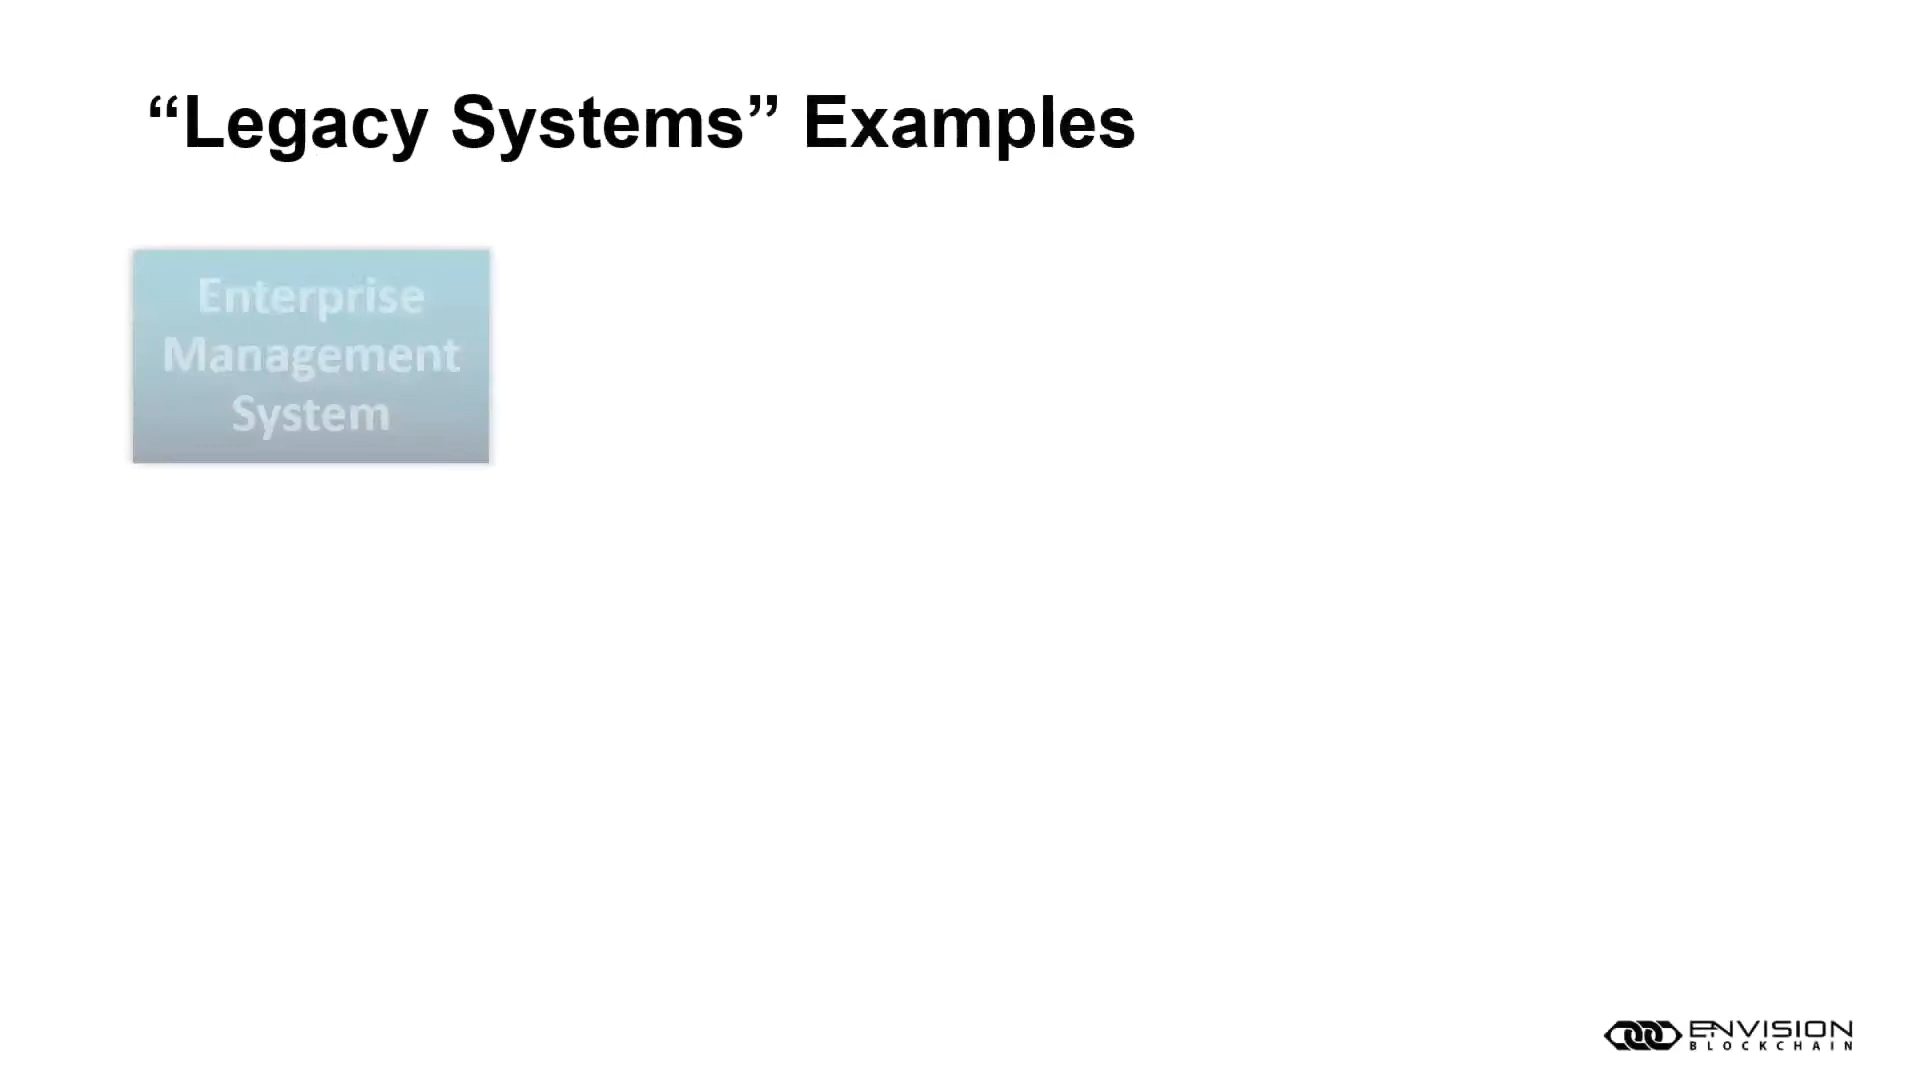 “Legacy Systems” Examples
Enterprise
Management
System
ENVISION
BLOCKCHAIN